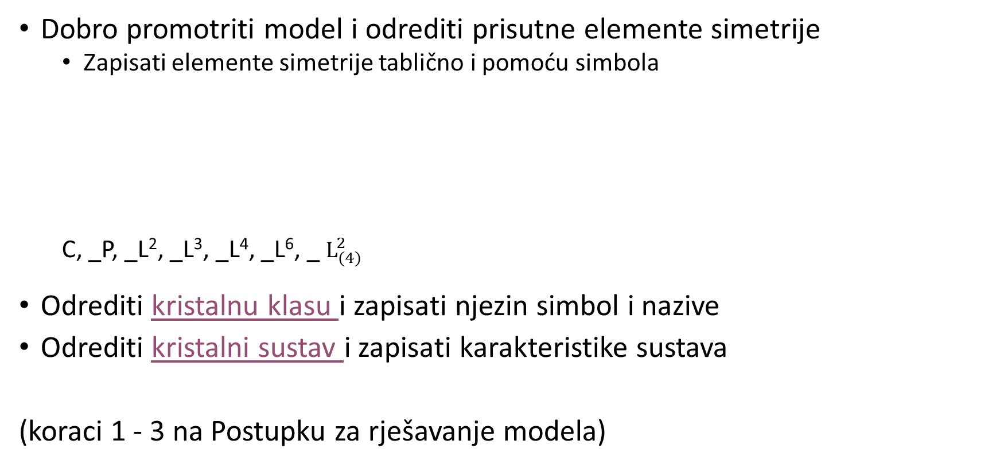 • Dobro promotriti model i odrediti prisutne elemente simetrije
• Zapisati elemente simetrije tablično i pomoću simbola
C, _P, _L², _L³, _L⁴, _L⁶, _ L²₍₄₎
• Odrediti kristalnu klasu i zapisati njezin simbol i nazive
• Odrediti kristalni sustav i zapisati karakteristike sustava
(koraci 1 - 3 na Postupku za rješavanje modela)